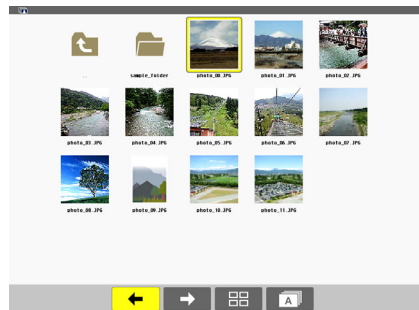 ..
sample_folder
photo_00.JPG
photo_01.JPG
photo_02.JPG
photo_03.JPG
photo_04.JPG
photo_05.JPG
photo_06.JPG
photo_07.JPG
photo_08.JPG
photo_09.JPG
photo_10.JPG
photo_11.JPG
A